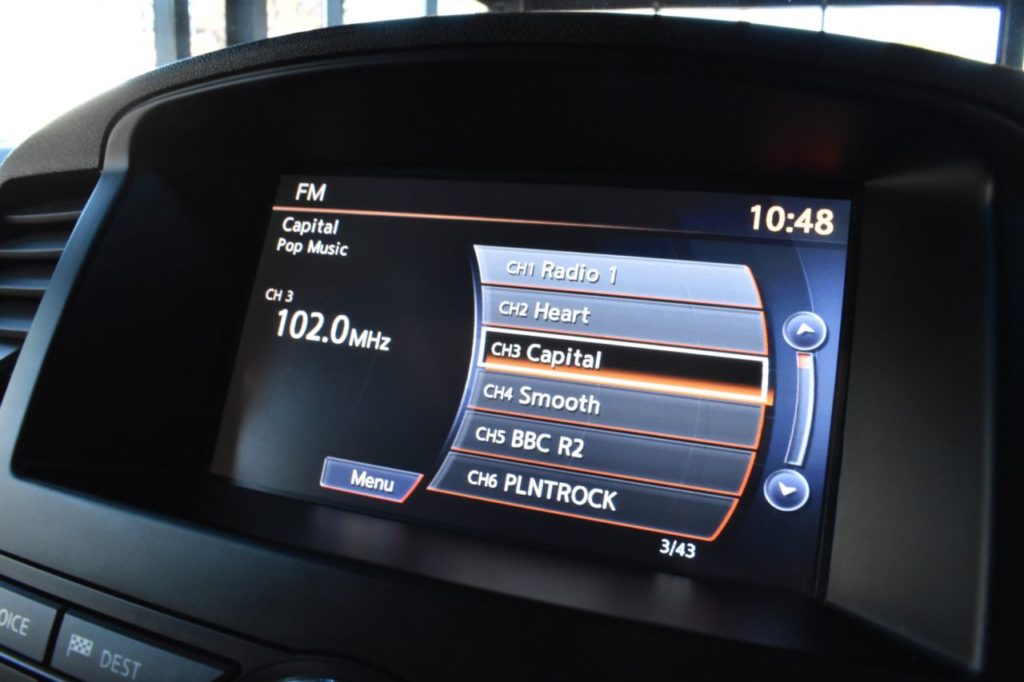 FM
10:48
Capital
Pop Music
CH 3
102.0MHz
CH1 Radio 1
CH2 Heart
CH3 Capital
CH4 Smooth
CH5 BBC R2
CH6 PLNTROCK
Menu
3/43
OICE
DEST